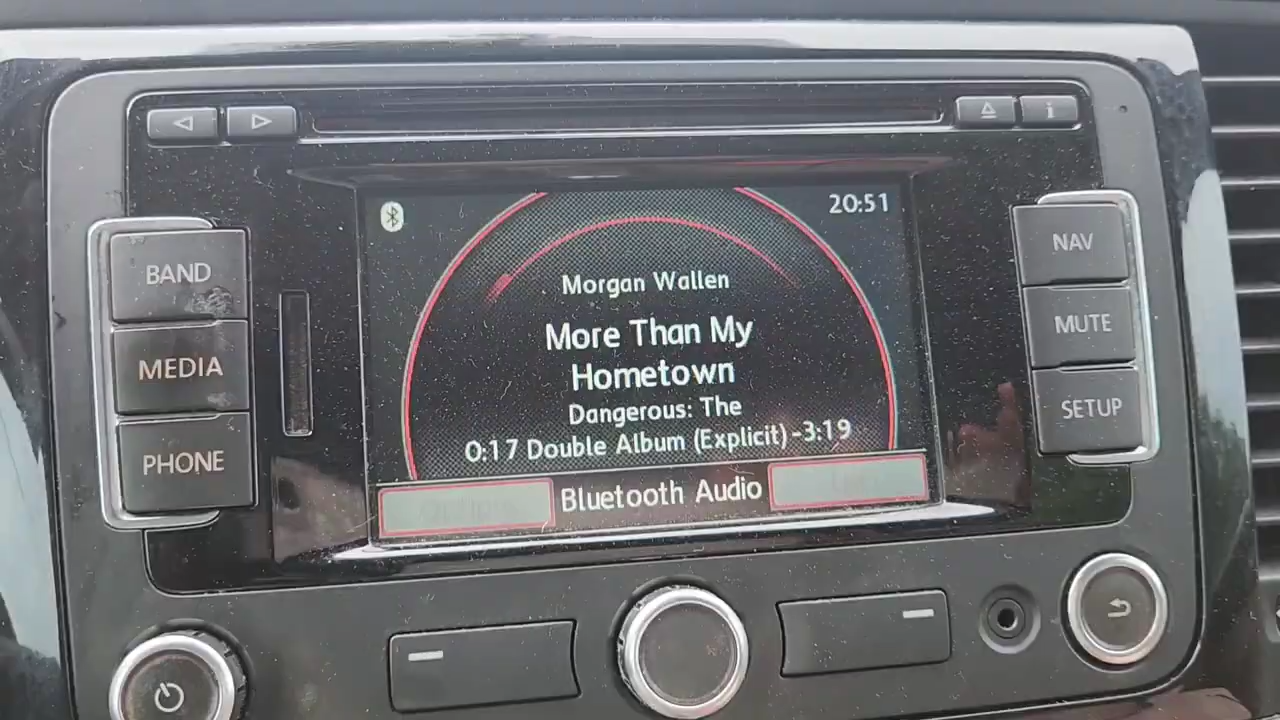 20:51
BAND
MEDIA
PHONE
Morgan Wallen
More Than My
Hometown
Dangerous: The
0:17 Double Album (Explicit) -3:19
Bluetooth Audio
NAV
MUTE
SETUP
i